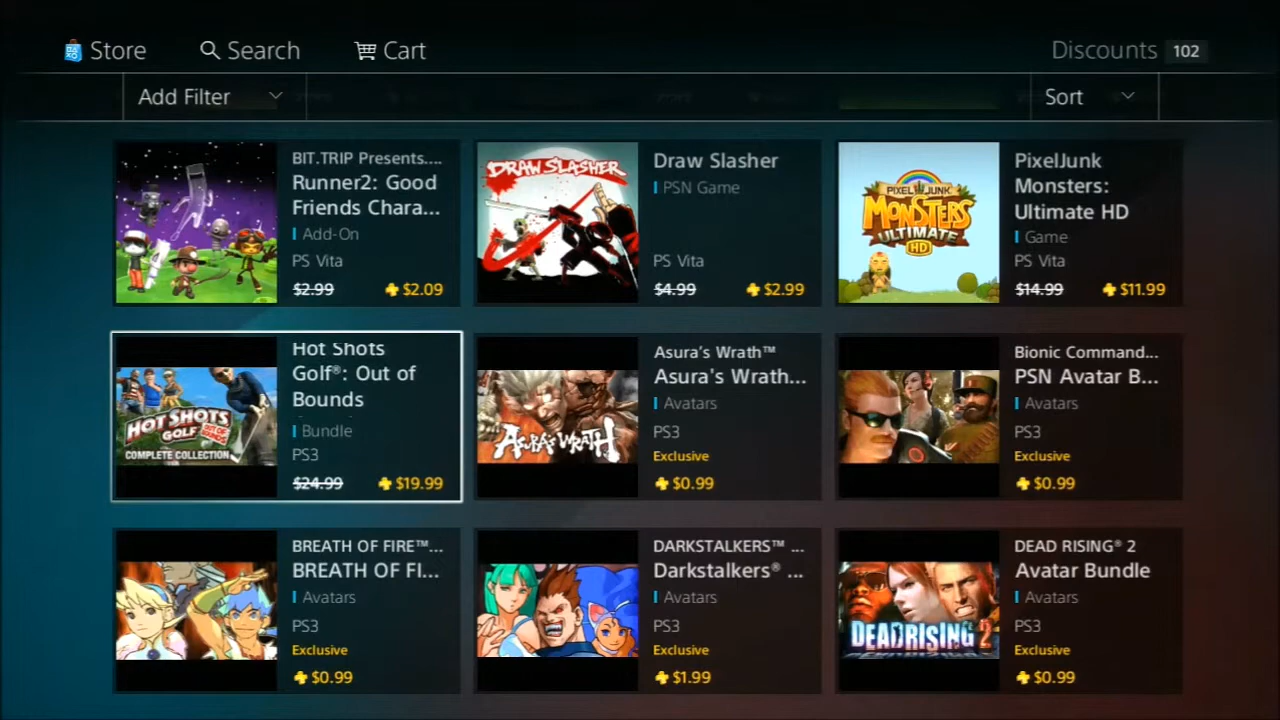 Store
Search
Cart
Discounts 102
Add Filter
Sort
BIT.TRIP Presents....
Runner2: Good
Friends Chara...
Add-On
PS Vita
$2.99 $2.09
DRAW SLASHER
Draw Slasher
PSN Game
PS Vita
$4.99 $2.99
PIXEL JUNK
MONSTERS
ULTIMATE
HD
PixelJunk
Monsters:
Ultimate HD
Game
PS Vita
$14.99 $11.99
HOT SHOTS
GOLF OUT OF
BOUNDS
COMPLETE COLLECTION
Hot Shots
Golf®: Out of
Bounds
Bundle
PS3
$24.99 $19.99
ASURA'S WRATH
Asura's Wrath™
Asura's Wrath...
Avatars
PS3
Exclusive
$0.99
Bionic Command...
PSN Avatar B...
Avatars
PS3
Exclusive
$0.99
BREATH OF FIRE™...
BREATH OF FI...
Avatars
PS3
Exclusive
$0.99
DARKSTALKERS™ ...
Darkstalkers® ...
Avatars
PS3
Exclusive
$1.99
DEADRISING 2
DEAD RISING® 2
Avatar Bundle
Avatars
PS3
Exclusive
$0.99